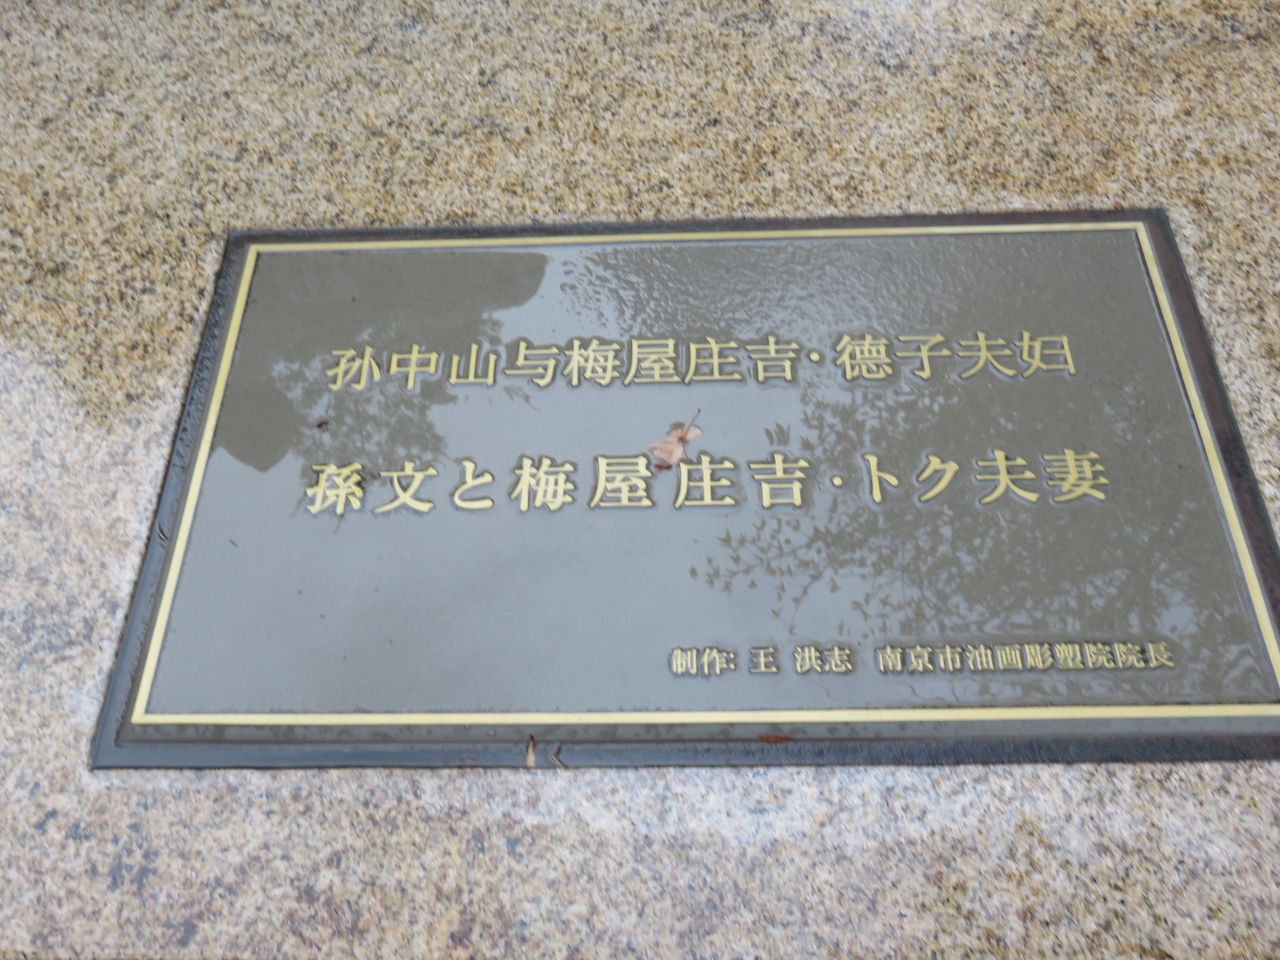 孙中山与梅屋庄吉·德子夫妇
孫文と梅屋庄吉·トク夫妻
制作: 王 洪志 南京市油画彫塑院院長